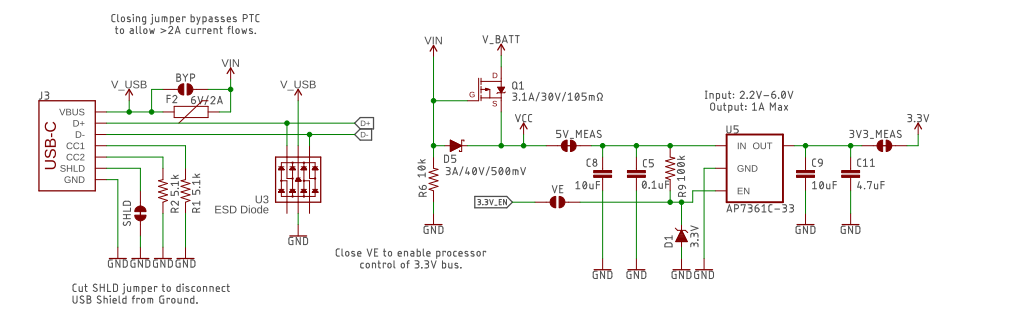 Closing jumper bypasses PTC
to allow >2A current flows.
J3
USB-C
VBUS
D+
D-
CC1
CC2
SHLD
GND
V_USB
BYP
VIN
F2
6V/2A
V_USB
D+
D-
SHLD
R2 5.1k
R1 5.1k
U3
ESD Diode
GND
GND
GND
GND
GND
Cut SHLD jumper to disconnect
USB Shield from Ground.
VIN
V_BATT
D
G
S
Q1
3.1A/30V/105mΩ
VCC
D5
3A/40V/500mV
R6 10k
GND
3.3V_EN
VE
Close VE to enable processor
control of 3.3V bus.
5V_MEAS
C8
10uF
C5
0.1uF
R9 100k
D1
3.3V
GND
GND
GND
GND
Input: 2.2V-6.0V
Output: 1A Max
U5
IN
OUT
GND
EN
AP7361C-33
3V3_MEAS
3.3V
C9
10uF
C11
4.7uF
GND
GND